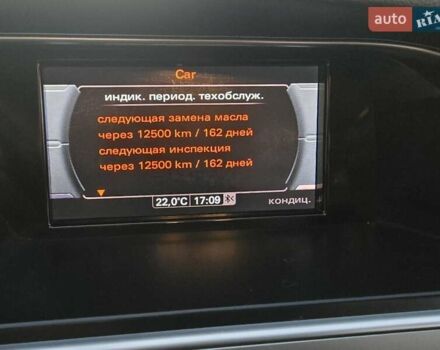 auto RIA
Car
индик. период. техобслуж.
следующая замена масла
через 12500 km / 162 дней
следующая инспекция
через 12500 km / 162 дней
22,0°C 17:09 кондиц.